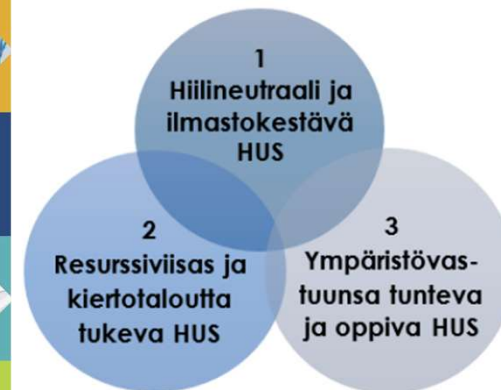 1
Hiilineutraali ja
ilmastokestävä
HUS
2
Resurssiviisas ja
kiertotaloutta
tukeva HUS
3
Ympäristövas-
tuunsa tunteva
ja oppiva HUS